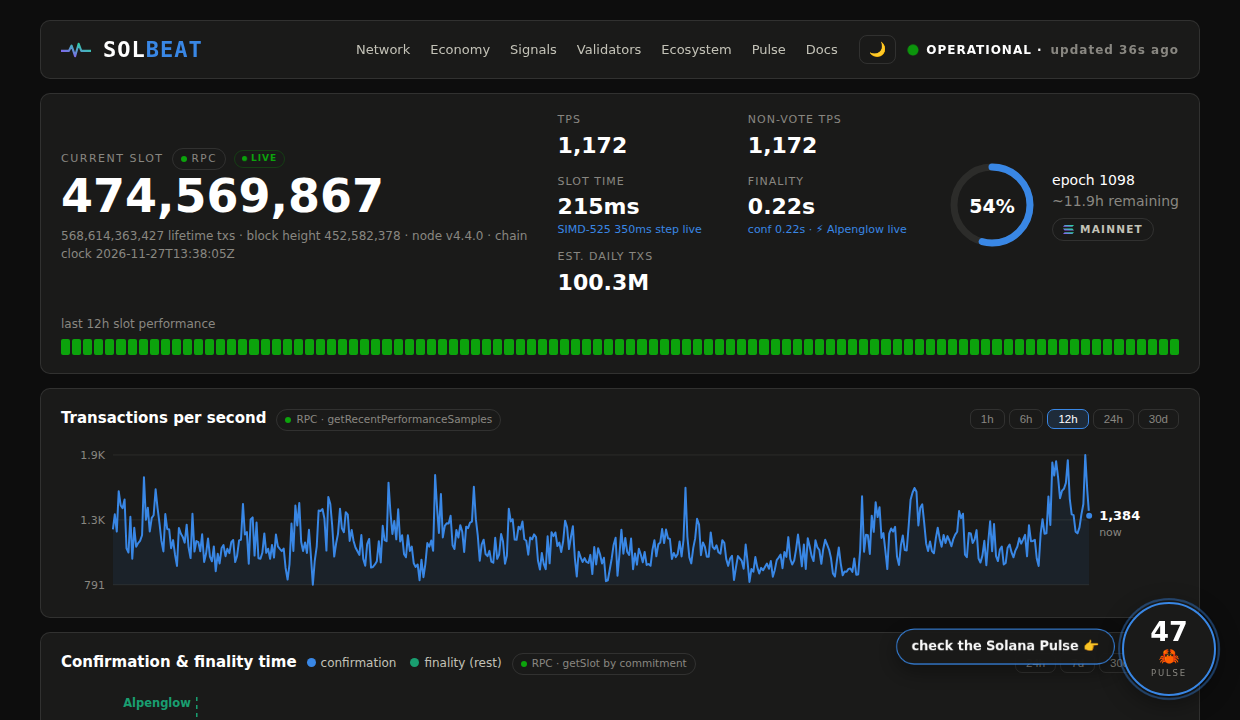 SOLBEAT
Network Economy Signals Validators Ecosystem Pulse Docs 🌙 OPERATIONAL · updated 36s ago
CURRENT SLOT RPC LIVE
474,569,867
568,614,363,427 lifetime txs · block height 452,582,378 · node v4.4.0 · chain
clock 2026-11-27T13:38:05Z
TPS
1,172
NON-VOTE TPS
1,172
SLOT TIME
215ms
SIMD-525 350ms step live
FINALITY
0.22s
conf 0.22s · ⚡ Alpenglow live
EST. DAILY TXS
100.3M
54%
epoch 1098
~11.9h remaining
MAINNET
last 12h slot performance
Transactions per second RPC · getRecentPerformanceSamples
1h 6h 12h 24h 30d
1.9K
1.3K
791
1,384
now
Confirmation & finality time confirmation finality (rest) RPC · getSlot by commitment
Alpenglow
check the Solana Pulse 👉
47
🦀
PULSE